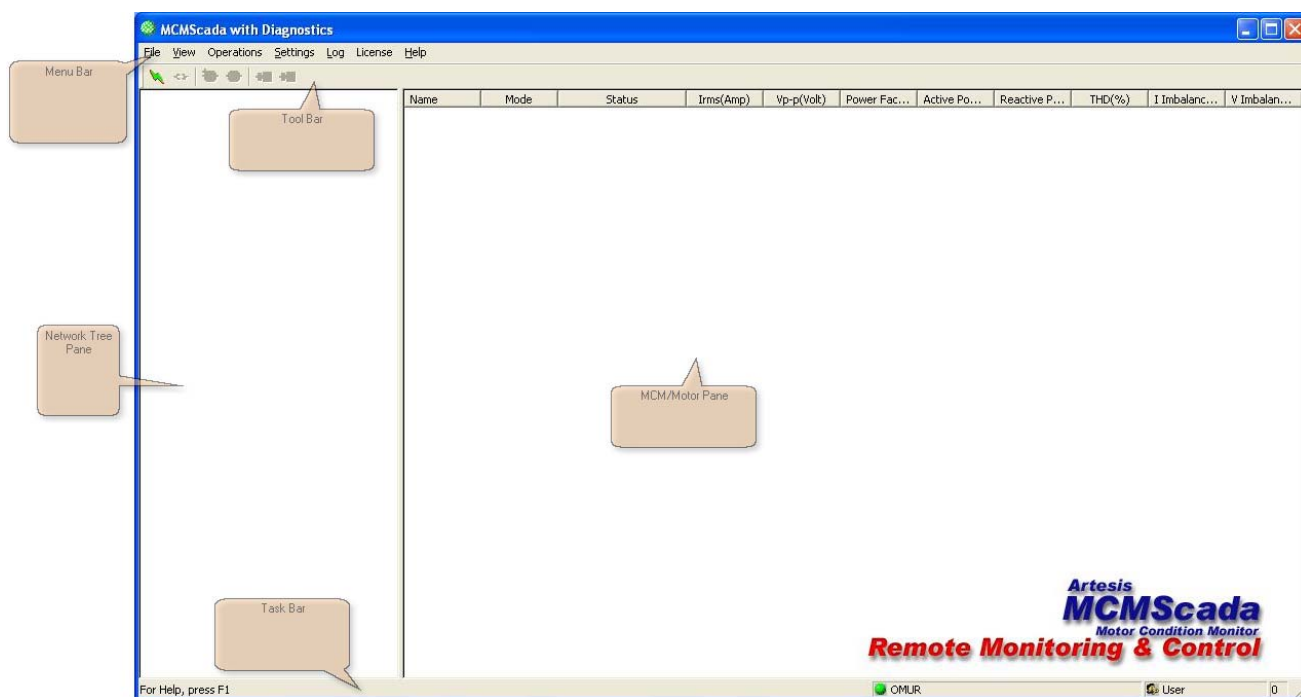 MCMScada with Diagnostics
File View Operations Settings Log License Help
Menu Bar
Tool Bar
Name Mode Status Irms(Amp) Vp-p(Volt) Power Fac... Active Po... Reactive P... THD(%) I Imbalanc... V Imbalan...
Network Tree
Pane
MCM/Motor Pane
Task Bar
Artesis
MCMScada
Motor Condition Monitor
Remote Monitoring & Control
For Help, press F1 OMUR User 0